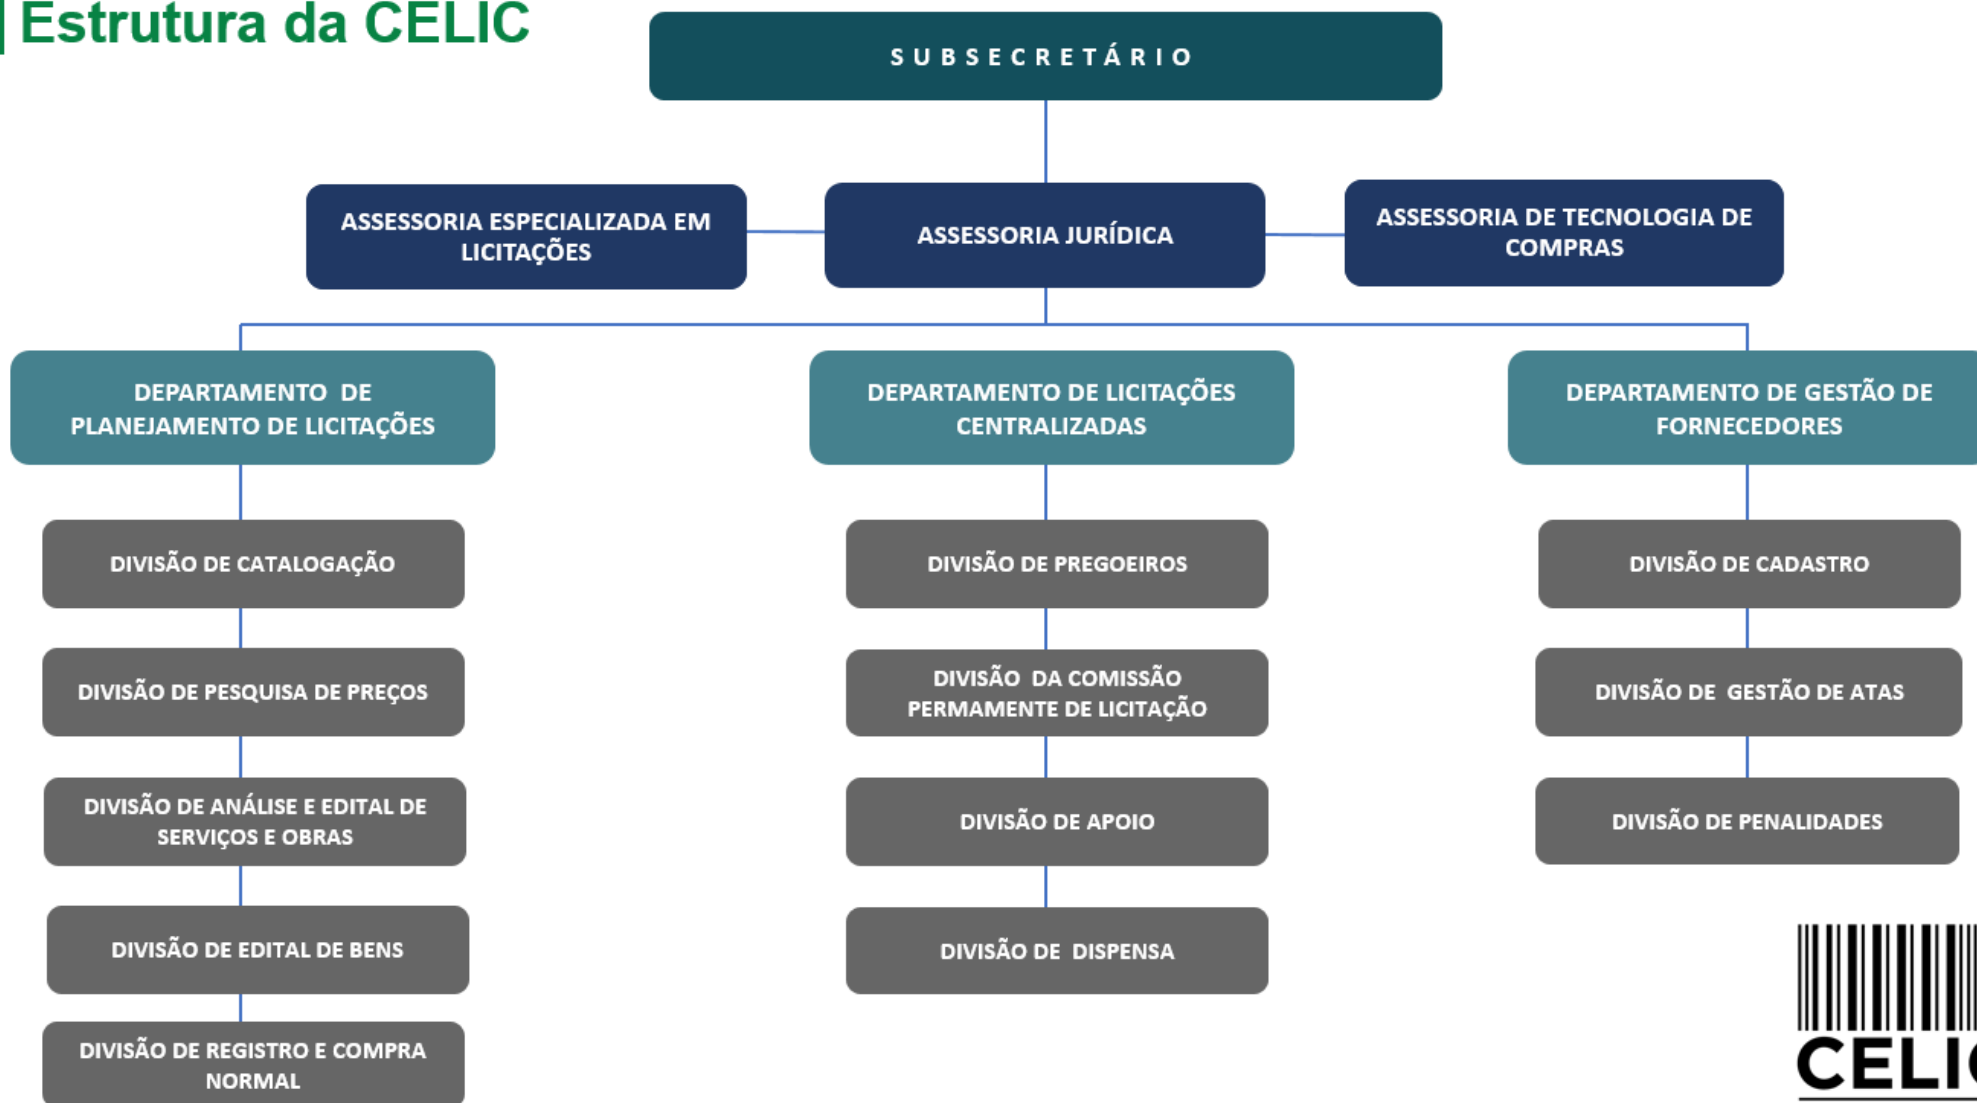 Estrutura da CELIC
SUBSECRETÁRIO
ASSESSORIA ESPECIALIZADA EM
LICITAÇÕES
ASSESSORIA JURÍDICA
ASSESSORIA DE TECNOLOGIA DE
COMPRAS
DEPARTAMENTO DE
PLANEJAMENTO DE LICITAÇÕES
DEPARTAMENTO DE LICITAÇÕES
CENTRALIZADAS
DEPARTAMENTO DE GESTÃO DE
FORNECEDORES
DIVISÃO DE CATALOGAÇÃO
DIVISÃO DE PESQUISA DE PREÇOS
DIVISÃO DE ANÁLISE E EDITAL DE
SERVIÇOS E OBRAS
DIVISÃO DE EDITAL DE BENS
DIVISÃO DE REGISTRO E COMPRA
NORMAL
DIVISÃO DE PREGOEIROS
DIVISÃO DA COMISSÃO
PERMAMENTE DE LICITAÇÃO
DIVISÃO DE APOIO
DIVISÃO DE DISPENSA
DIVISÃO DE CADASTRO
DIVISÃO DE GESTÃO DE ATAS
DIVISÃO DE PENALIDADES
CELIC